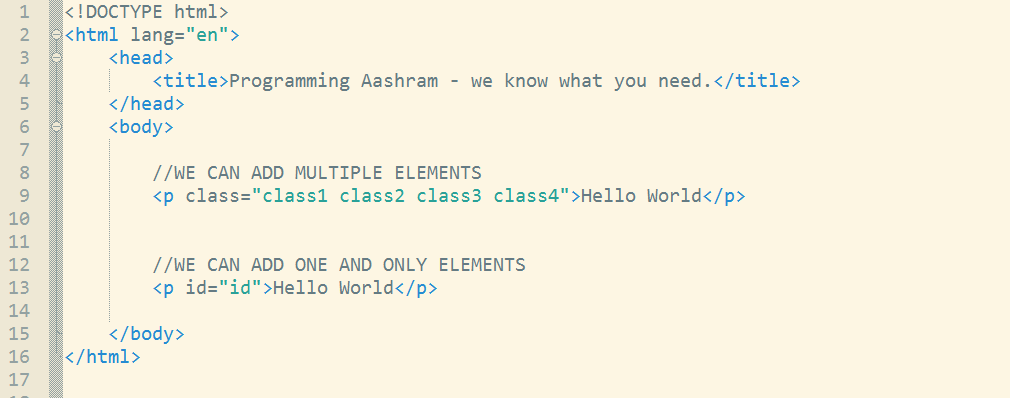 1 <!DOCTYPE html>
2 <html lang="en">
3     <head>
4         <title>Programming Aashram - we know what you need.</title>
5     </head>
6     <body>
7
8         //WE CAN ADD MULTIPLE ELEMENTS
9         <p class="class1 class2 class3 class4">Hello World</p>
10
11
12         //WE CAN ADD ONE AND ONLY ELEMENTS
13         <p id="id">Hello World</p>
14
15     </body>
16 </html>
17